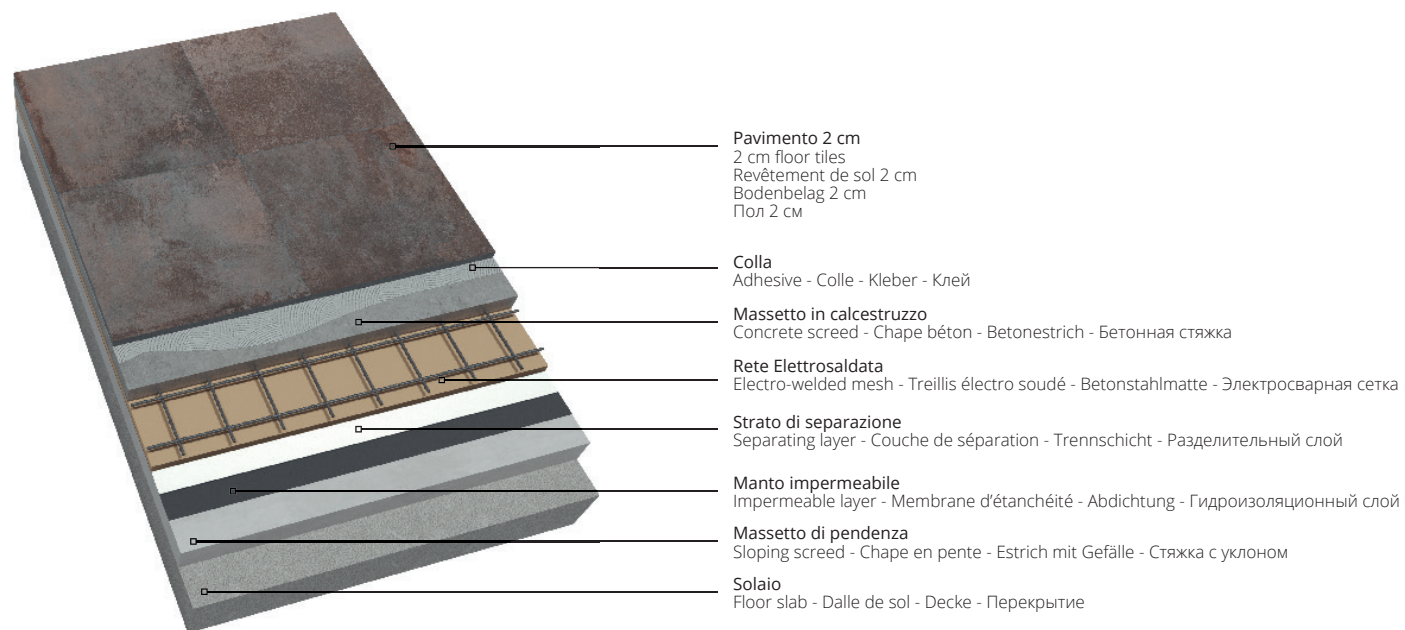 Pavimento 2 cm
2 cm floor tiles
Revêtement de sol 2 cm
Bodenbelag 2 cm
Пол 2 см
Colla
Adhesive - Colle - Kleber - Клей
Massetto in calcestruzzo
Concrete screed - Chape béton - Betonestrich - Бетонная стяжка
Rete Elettrosaldata
Electro-welded mesh - Treillis électro soudé - Betonstahlmatte - Электросварная сетка
Strato di separazione
Separating layer - Couche de séparation - Trennschicht - Разделительный слой
Manto impermeabile
Impermeable layer - Membrane d’étanchéité - Abdichtung - Гидроизоляционный слой
Massetto di pendenza
Sloping screed - Chape en pente - Estrich mit Gefälle - Стяжка с уклоном
Solaio
Floor slab - Dalle de sol - Decke - Перекрытие